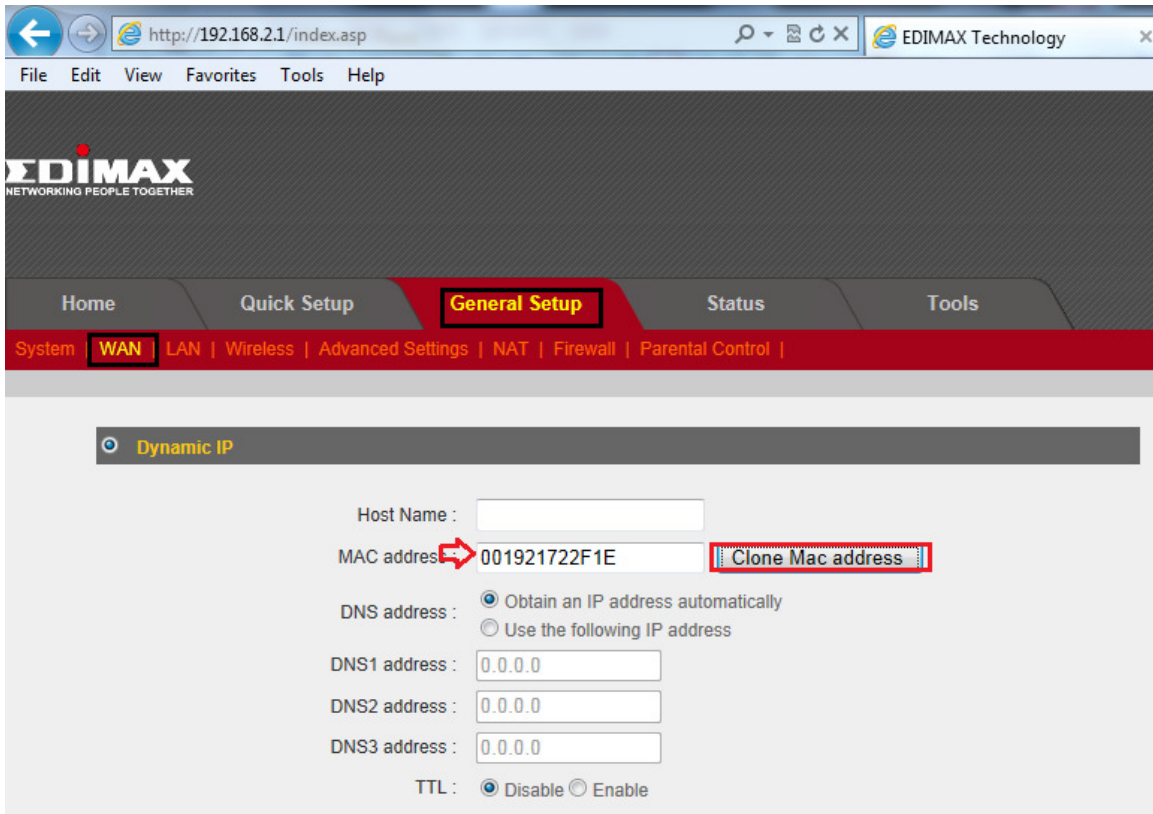 http://192.168.2.1/index.asp
EDIMAX Technology
File Edit View Favorites Tools Help
EDIMAX
NETWORKING PEOPLE TOGETHER
Home Quick Setup General Setup Status Tools
System | WAN | LAN | Wireless | Advanced Settings | NAT | Firewall | Parental Control |
Dynamic IP
Host Name :
MAC address : 001921722F1E Clone Mac address
DNS address : Obtain an IP address automatically
Use the following IP address
DNS1 address : 0.0.0.0
DNS2 address : 0.0.0.0
DNS3 address : 0.0.0.0
TTL : Disable Enable